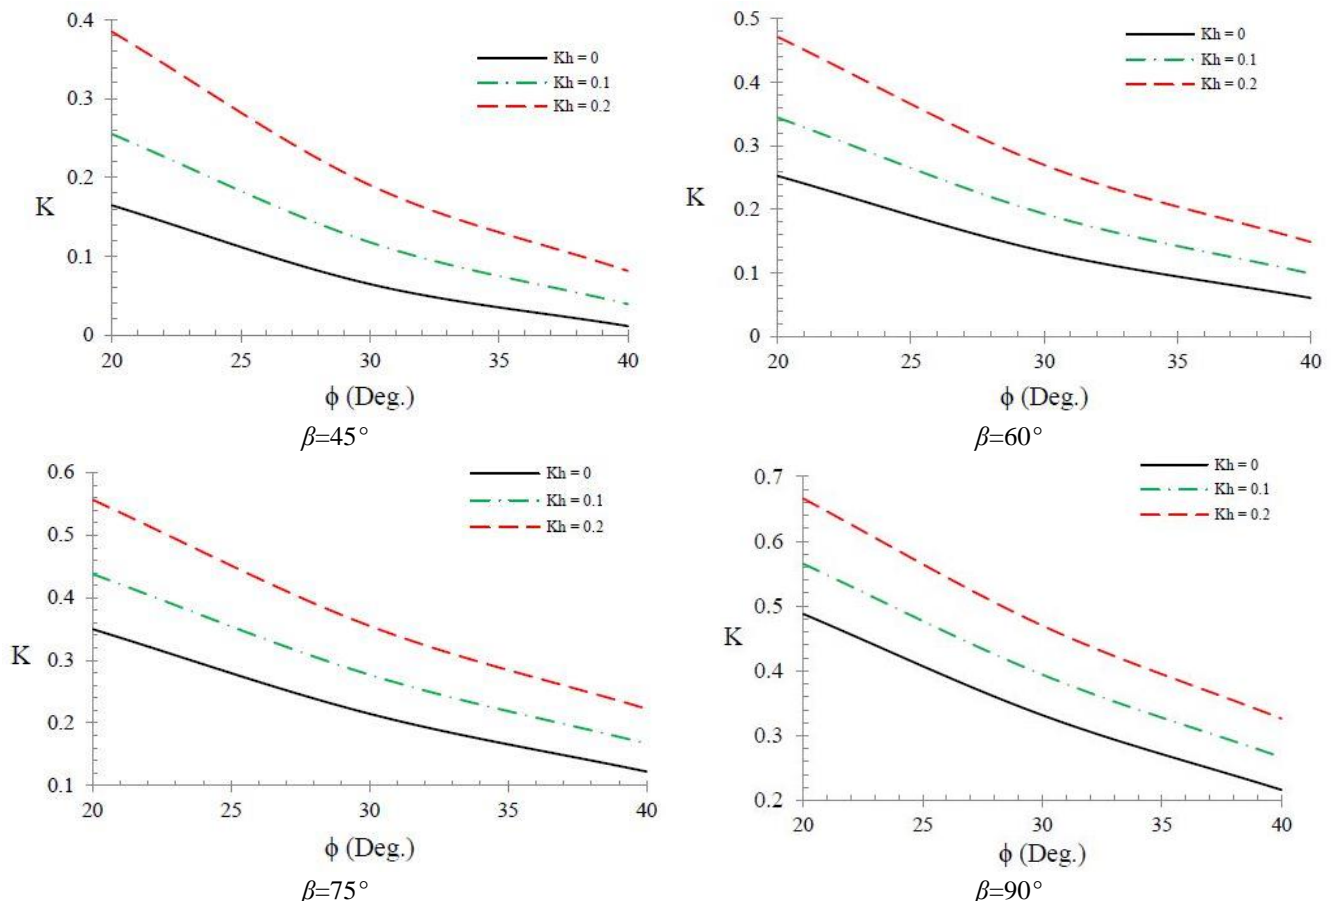 0.4
0.3
0.2
0.1
0
K
20 25 30 35 40
ϕ (Deg.)
Kh = 0
Kh = 0.1
Kh = 0.2
β=45°
0.5
0.4
0.3
0.2
0.1
0
K
20 25 30 35 40
ϕ (Deg.)
Kh = 0
Kh = 0.1
Kh = 0.2
β=60°
0.6
0.5
0.4
0.3
0.2
0.1
K
20 25 30 35 40
ϕ (Deg.)
Kh = 0
Kh = 0.1
Kh = 0.2
β=75°
0.7
0.6
0.5
0.4
0.3
0.2
K
20 25 30 35 40
ϕ (Deg.)
Kh = 0
Kh = 0.1
Kh = 0.2
β=90°